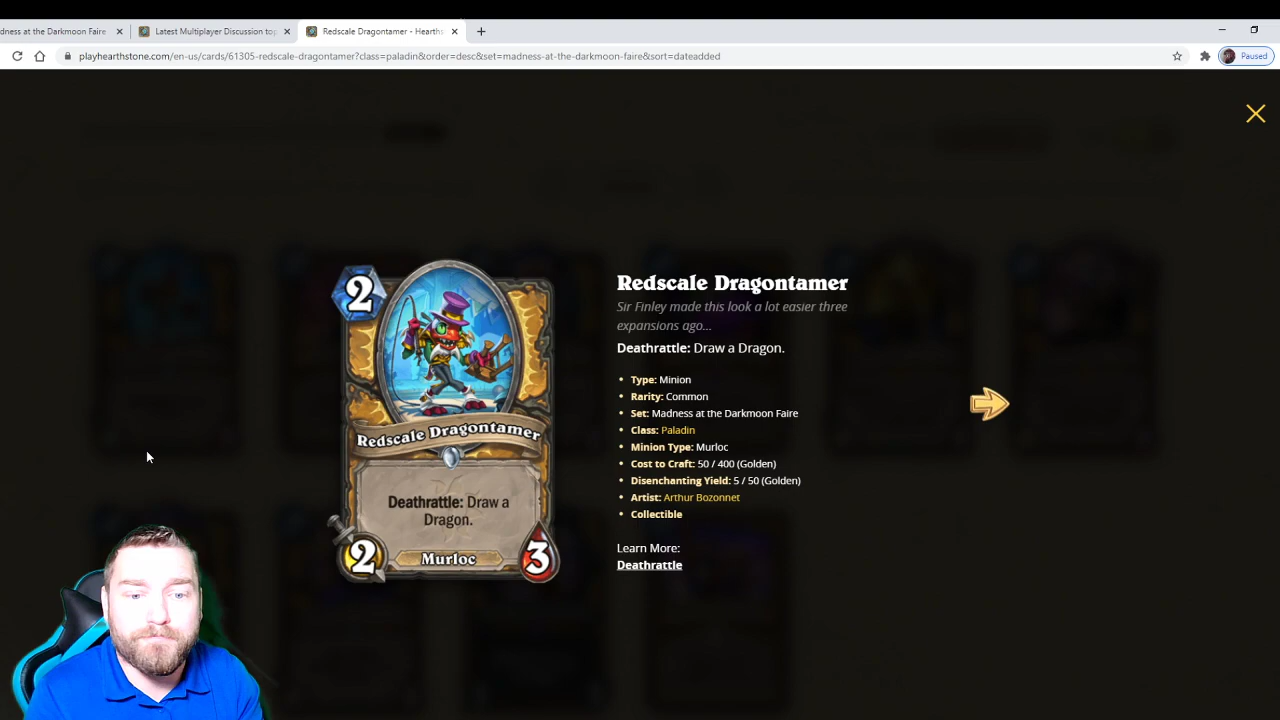 dness at the Darkmoon Faire
Latest Multiplayer Discussion top
Redscale Dragontamer - Hearths
playhearthstone.com/en-us/cards/61305-redscale-dragontamer?class=paladin&order=desc&set=madness-at-the-darkmoon-faire&sort=dateadded
Paused
2
Redscale Dragontamer
Deathrattle: Draw a
Dragon.
2
Murloc
3
Redscale Dragontamer
Sir Finley made this look a lot easier three
expansions ago...
Deathrattle: Draw a Dragon.
• Type: Minion
• Rarity: Common
• Set: Madness at the Darkmoon Faire
• Class: Paladin
• Minion Type: Murloc
• Cost to Craft: 50 / 400 (Golden)
• Disenchanting Yield: 5 / 50 (Golden)
• Artist: Arthur Bozonnet
• Collectible
Learn More:
Deathrattle